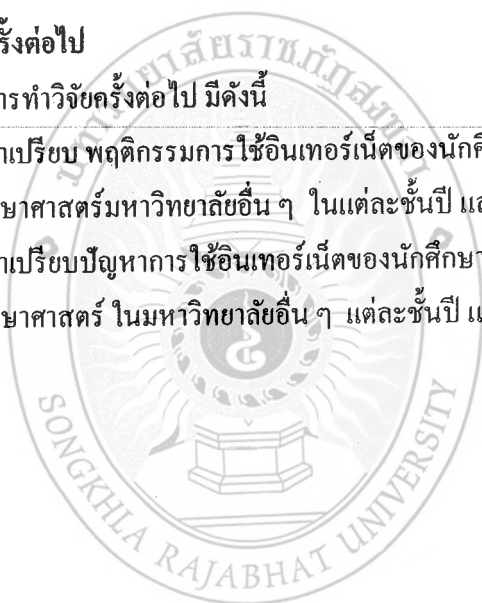 รั้งต่อไป
ารทำวิจัยครั้งต่อไป มีดังนี้
าเปรียบ พฤติกรรมการใช้อินเทอร์เน็ตของนักศึ
ษาศาสตร์มหาวิทยาลัยอื่น ๆ ในแต่ละชั้นปี แล
าเปรียบปัญหาการใช้อินเทอร์เน็ตของนักศึกษา
ษาศาสตร์ ในมหาวิทยาลัยอื่น ๆ แต่ละชั้นปี แ
SONGKHLA RAJABHAT UNIVERSITY